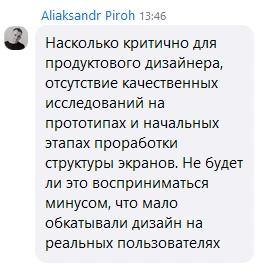 Aliaksandr Piroh 13:46
Насколько критично для
продуктового дизайнера,
отсутствие качественных
исследований на
прототипах и начальных
этапах проработки
структуры экранов. Не будет
ли это восприниматься
минусом, что мало
обкатывали дизайн на
реальных пользователях